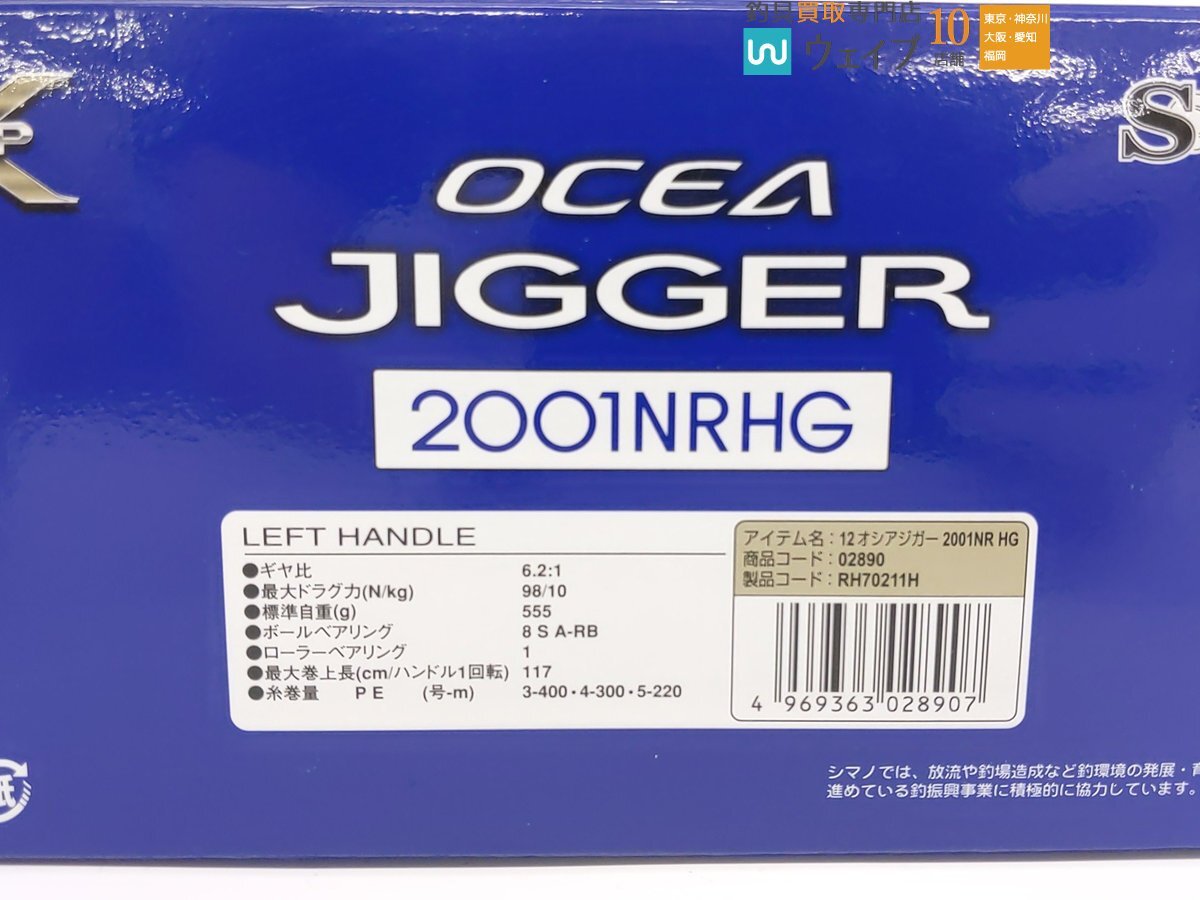 釣具買取専門店
ウェイブ 10店舗
東京・神奈川
大阪・愛知
福岡
OCEA
JIGGER
2001NRHG
LEFT HANDLE
●ギヤ比 6.2:1
●最大ドラグ力(N/kg) 98/10
●標準自重(g) 555
●ボールベアリング 8 S A-RB
●ローラーベアリング 1
●最大巻上長(cm/ハンドル1回転) 117
●糸巻量 PE (号-m) 3-400・4-300・5-220
アイテム名：12オシアジガー 2001NR HG
商品コード：02890
製品コード：RH70211H
4 969363 028907
シマノでは、放流や釣場造成など釣環境の発展・育
進めている釣振興事業に積極的に協力しています。
紙